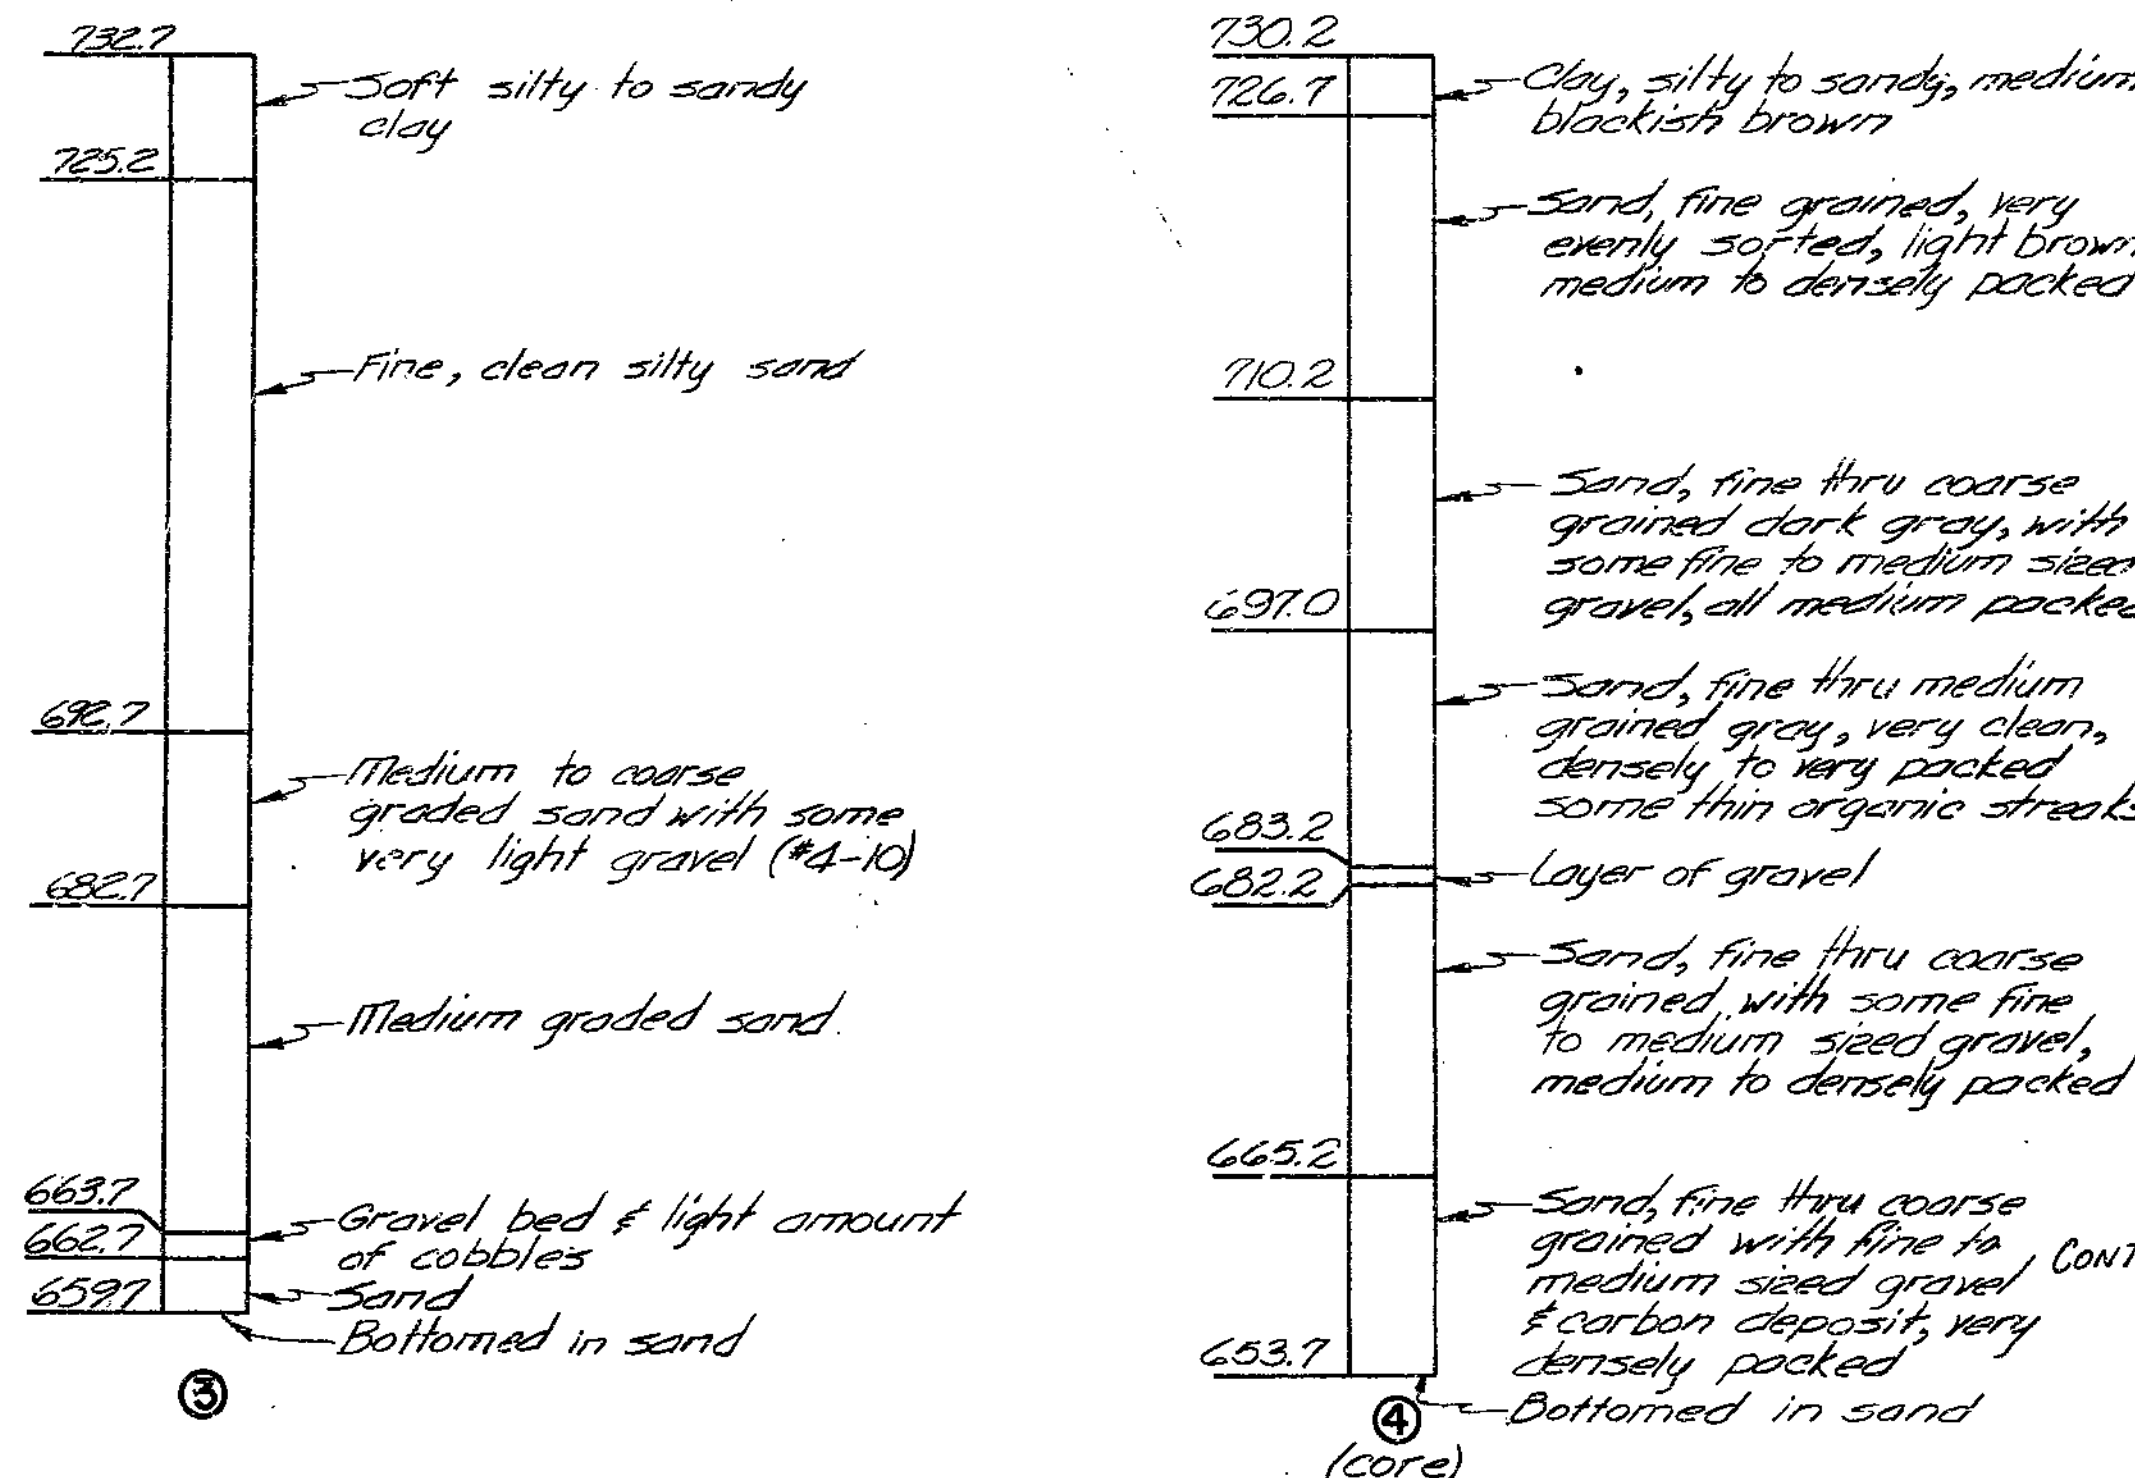 732.7
Soft silty to sandy
clay
725.2
Fine, clean silty sand
692.7
Medium to coarse
graded sand with some
very light gravel (#4-10)
682.7
Medium graded sand.
663.7
Gravel bed & light amount
of cobbles
662.7
Sand
659.7
Bottomed in sand
3
730.2
Clay, silty to sandy, medium
blackish brown
726.7
Sand, fine grained, very
evenly sorted, light brown
medium to densely packed
710.2
Sand, fine thru coarse
grained dark gray, with
some fine to medium sized
gravel, all medium packed
697.0
Sand, fine thru medium
grained gray, very clean,
densely to very packed
some thin organic streaks
683.2
Layer of gravel
682.2
Sand, fine thru coarse
grained, with some fine
to medium sized gravel,
medium to densely packed
665.2
Sand, fine thru coarse
grained with fine to
medium sized gravel
& carbon deposit, very
densely packed
653.7
Bottomed in sand
4
(core)